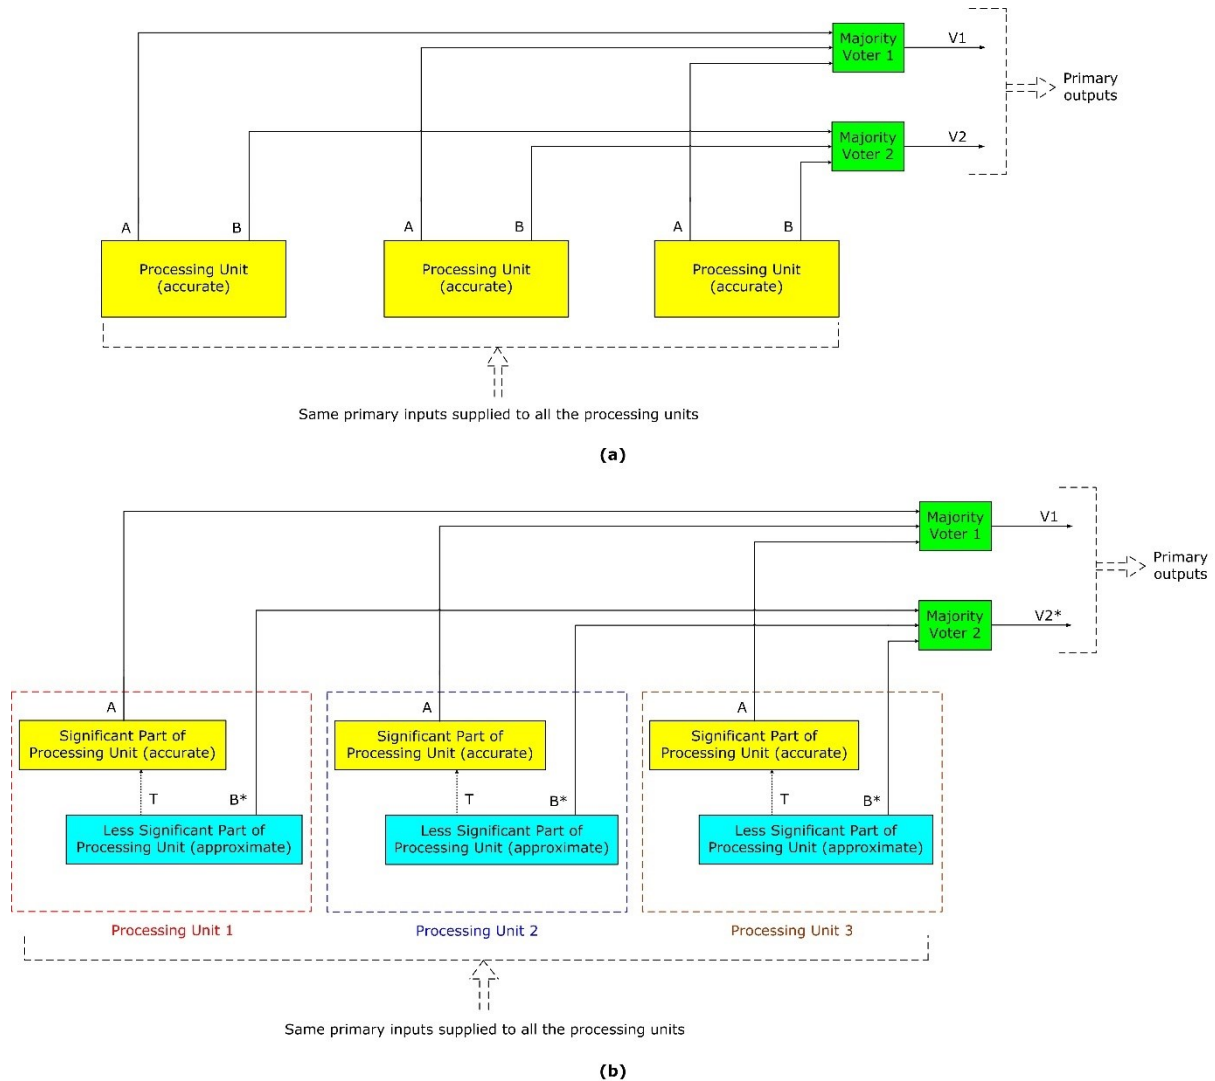 Majority
Voter 1
V1
Primary
outputs
Majority
Voter 2
V2
A
B
A
B
A
B
Processing Unit
(accurate)
Processing Unit
(accurate)
Processing Unit
(accurate)
Same primary inputs supplied to all the processing units
(a)
Majority
Voter 1
V1
Primary
outputs
Majority
Voter 2
V2*
A
A
A
Significant Part of
Processing Unit (accurate)
Significant Part of
Processing Unit (accurate)
Significant Part of
Processing Unit (accurate)
T
B*
T
B*
T
B*
Less Significant Part of
Processing Unit (approximate)
Less Significant Part of
Processing Unit (approximate)
Less Significant Part of
Processing Unit (approximate)
Processing Unit 1
Processing Unit 2
Processing Unit 3
Same primary inputs supplied to all the processing units
(b)